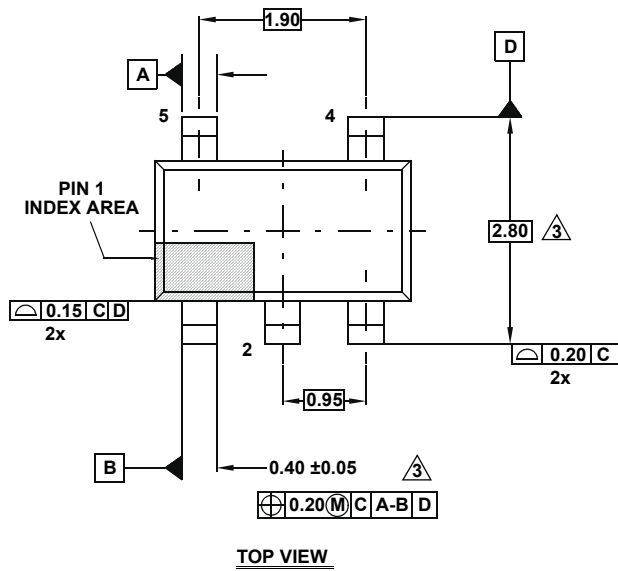 1.90
D
A
5
4
PIN 1
INDEX AREA
2.80 3
0.15 C D
2x
2
0.20 C
2x
0.95
B
0.40 ±0.05 3
0.20 Ⓜ C A-B D
TOP VIEW